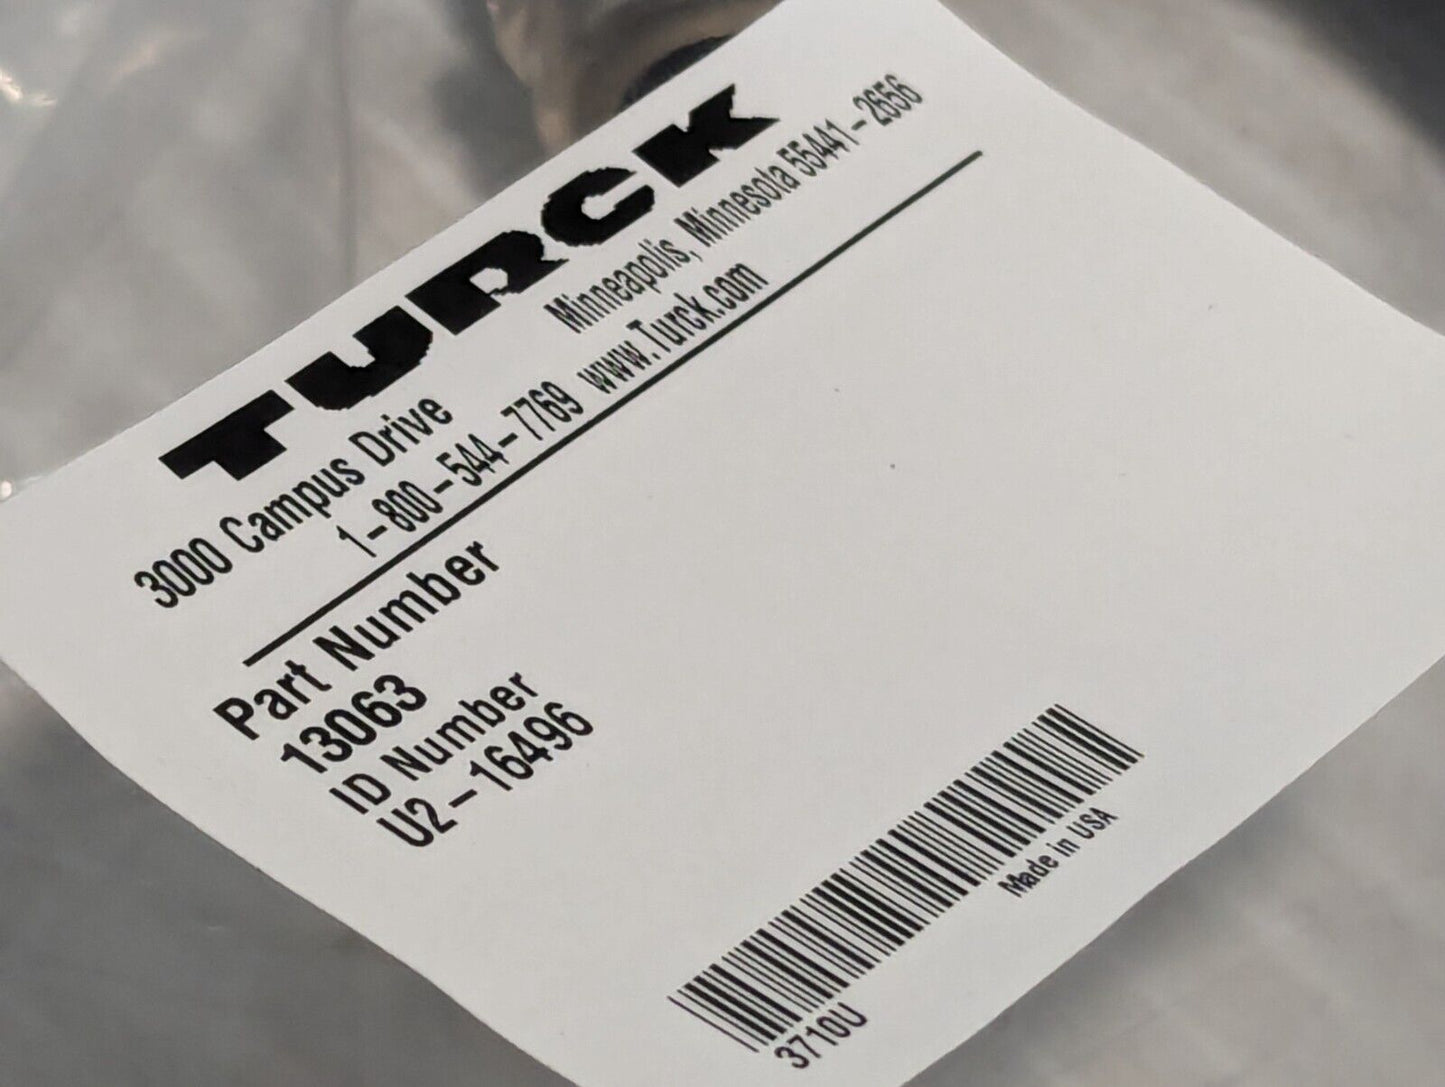 TURCK
3000 Campus Drive Minneapolis, Minnesota 55441-2656
1-800-544-7769 www.Turck.com
Part Number
13063
ID Number
U2-16496
Made in USA
3710U